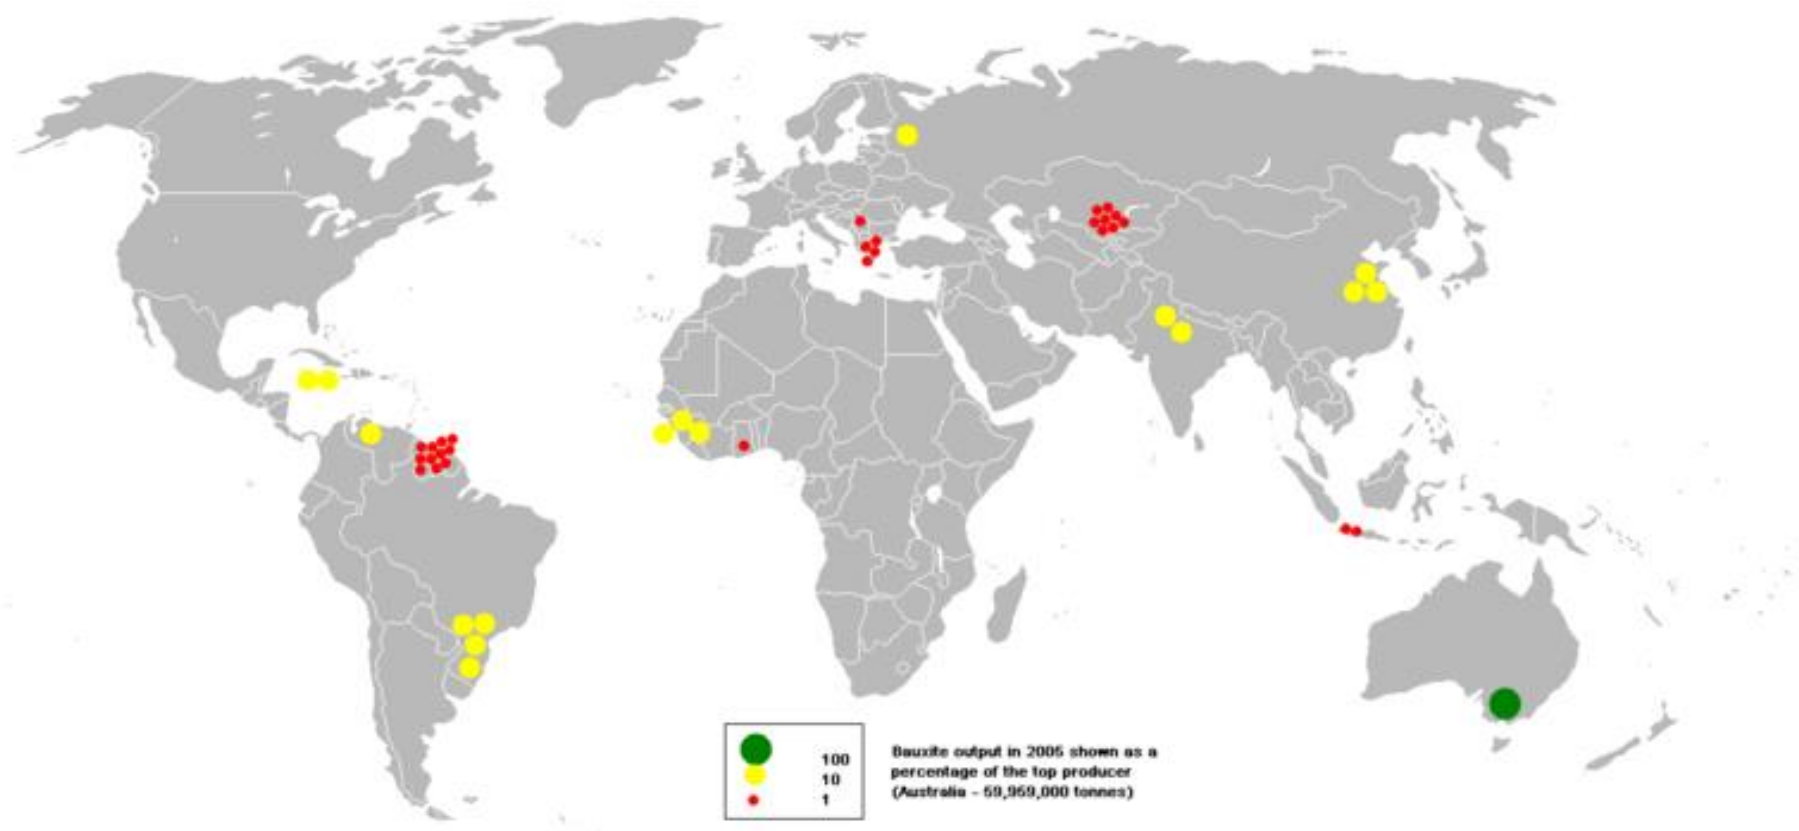 100
10
1
Bauxite output in 2005 shown as a
percentage of the top producer
(Australia - 59,959,000 tonnes)